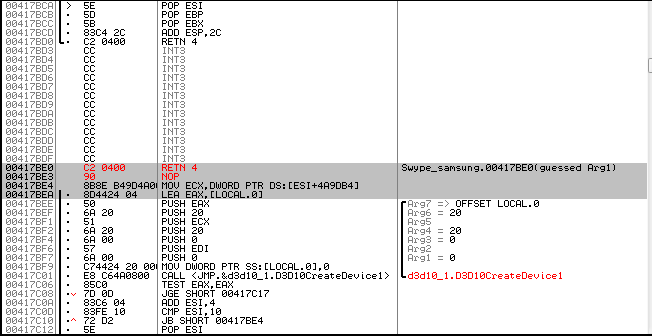 00417BCA > 5E POP ESI
00417BCB · 5D POP EBP
00417BCC · 5B POP EBX
00417BCD · 83C4 2C ADD ESP,2C
00417BD0 · C2 0400 RETN 4
00417BD3 CC INT3
00417BD4 CC INT3
00417BD5 CC INT3
00417BD6 CC INT3
00417BD7 CC INT3
00417BD8 CC INT3
00417BD9 CC INT3
00417BDA CC INT3
00417BDB CC INT3
00417BDC CC INT3
00417BDD CC INT3
00417BDE CC INT3
00417BDF CC INT3
00417BE0 C2 0400 RETN 4 Swype_samsung.00417BE0(guessed Arg1)
00417BE3 90 NOP
00417BE4 8B8E B49D4A00 MOV ECX,DWORD PTR DS:[ESI+4A9DB4]
00417BEA · 8D4424 04 LEA EAX,[LOCAL.0]
00417BEE · 50 PUSH EAX Arg7 => OFFSET LOCAL.0
00417BEF · 6A 20 PUSH 20 Arg6 = 20
00417BF1 · 51 PUSH ECX Arg5
00417BF2 · 6A 20 PUSH 20 Arg4 = 20
00417BF4 · 6A 00 PUSH 0 Arg3 = 0
00417BF6 · 57 PUSH EDI Arg2
00417BF7 · 6A 00 PUSH 0 Arg1 = 0
00417BF9 · C74424 20 000 MOV DWORD PTR SS:[LOCAL.0],0
00417C01 · E8 C64A0800 CALL <JMP.&d3d10_1.D3D10CreateDevice1> d3d10_1.D3D10CreateDevice1
00417C06 · 85C0 TEST EAX,EAX
00417C08 · 7D 0D JGE SHORT 00417C17
00417C0A · 83C6 04 ADD ESI,4
00417C0D · 83FE 10 CMP ESI,10
00417C10 · 72 D2 JB SHORT 00417BE4
00417C12 · 5E POP ESI